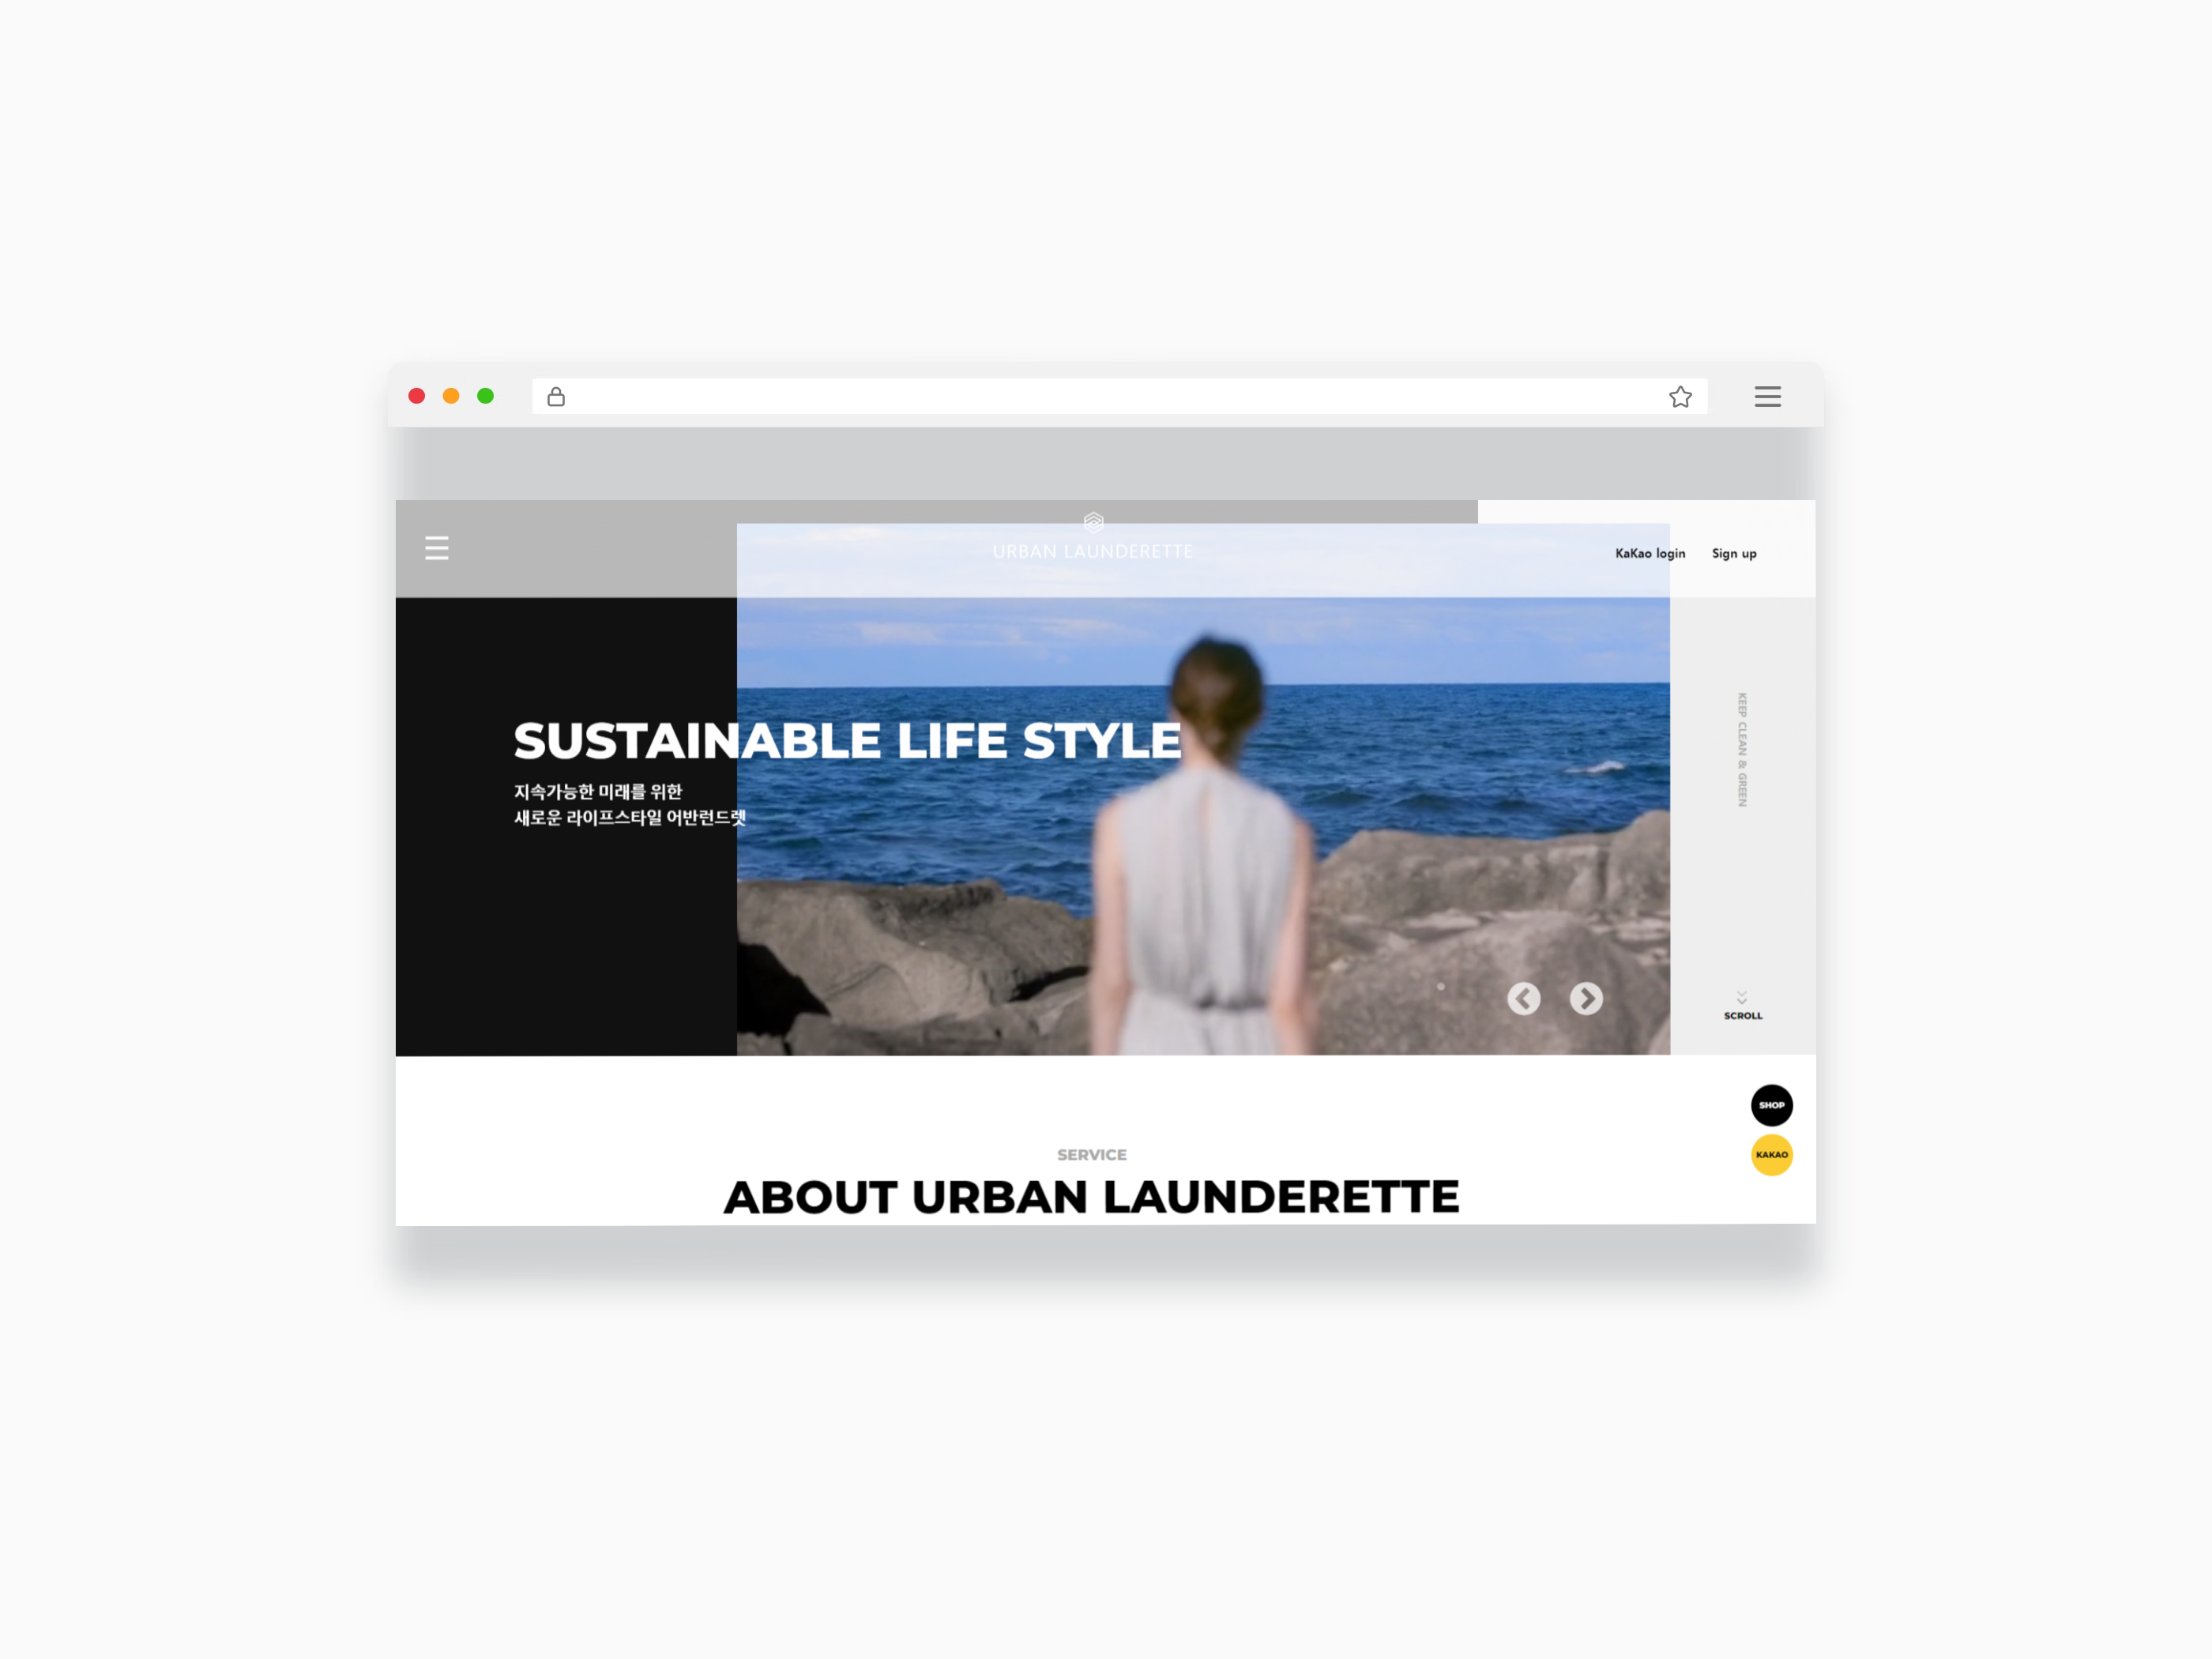 URBAN LAUNDERETTE
KaKao login
Sign up
SUSTAINABLE LIFE STYLE
지속가능한 미래를 위한
새로운 라이프스타일 어반런드렛
KEEP CLEAN & GREEN
SCROLL
SHOP
KAKAO
SERVICE
ABOUT URBAN LAUNDERETTE